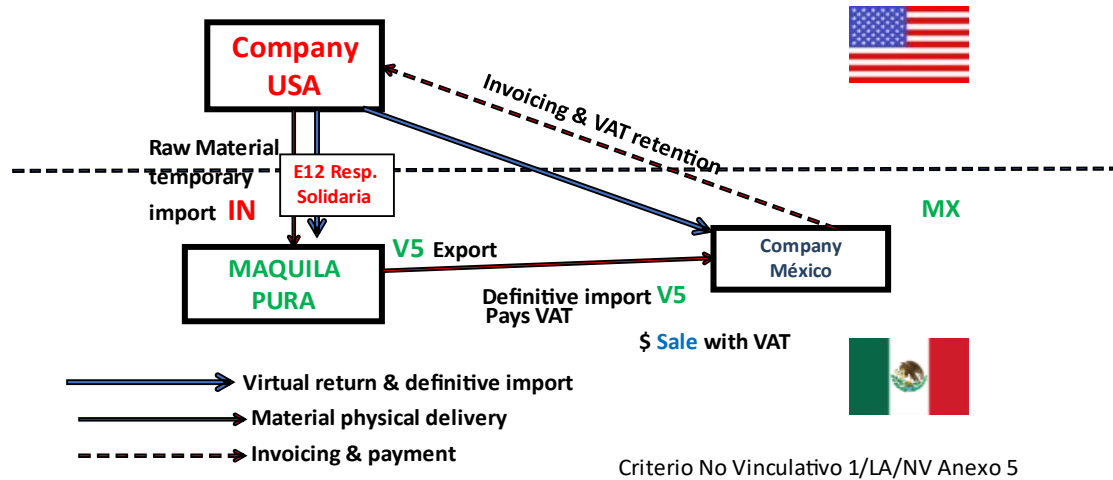 Company
USA
Invoicing & VAT retention
Raw Material
temporary
import IN
E12 Resp.
Solidaria
MX
MAQUILA
PURA
V5 Export
Company
México
Definitive import V5
Pays VAT
$ Sale with VAT
Virtual return & definitive import
Material physical delivery
Invoicing & payment
Criterio No Vinculativo 1/LA/NV Anexo 5